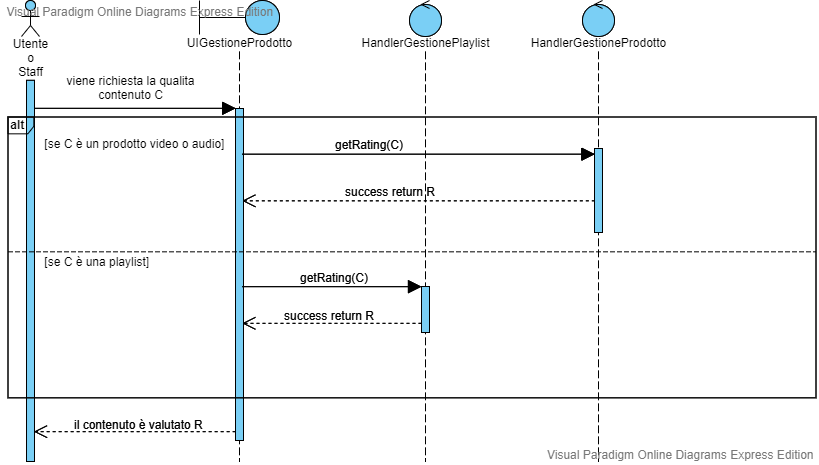 Visual Paradigm Online Diagrams Express Edition
Utente
o
Staff
UIGestioneProdotto
HandlerGestionePlaylist
HandlerGestioneProdotto
viene richiesta la qualita
contenuto C
alt
[se C è un prodotto video o audio]
getRating(C)
success return R
[se C è una playlist]
getRating(C)
success return R
il contenuto è valutato R
Visual Paradigm Online Diagrams Express Edition